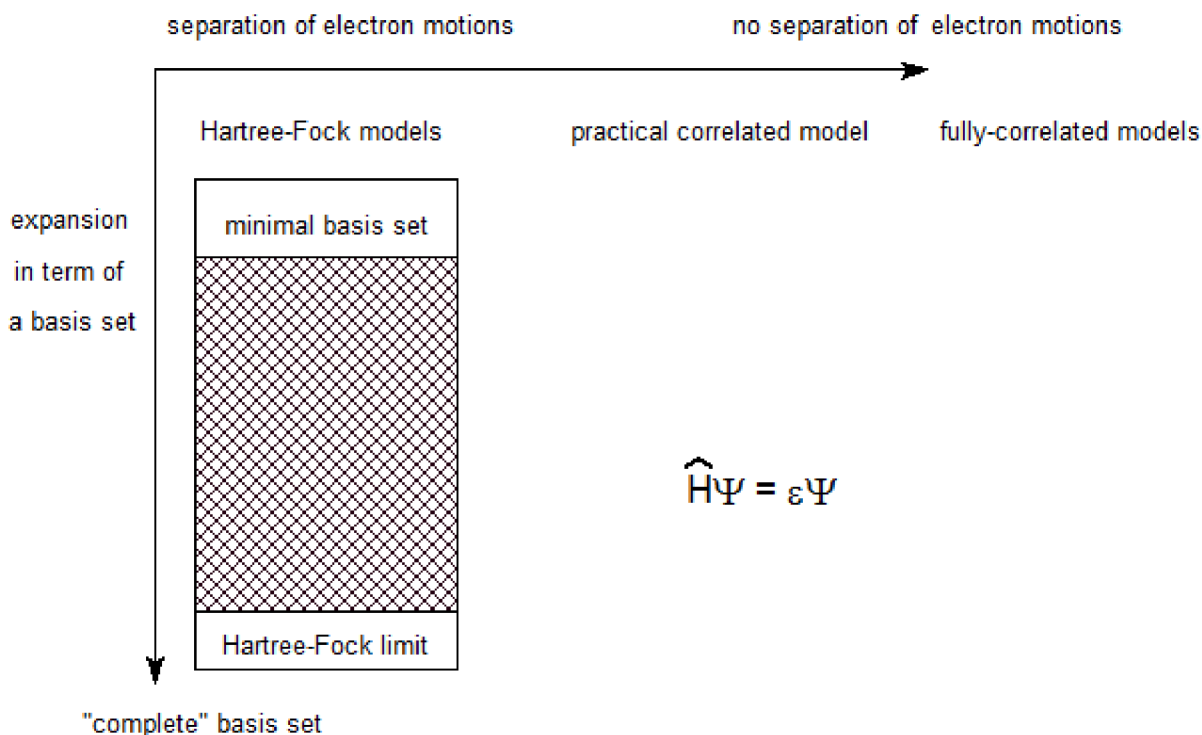 separation of electron motions
no separation of electron motions
Hartree-Fock models
practical correlated model
fully-correlated models
expansion
in term of
a basis set
minimal basis set
ĤΨ = εΨ
Hartree-Fock limit
"complete" basis set